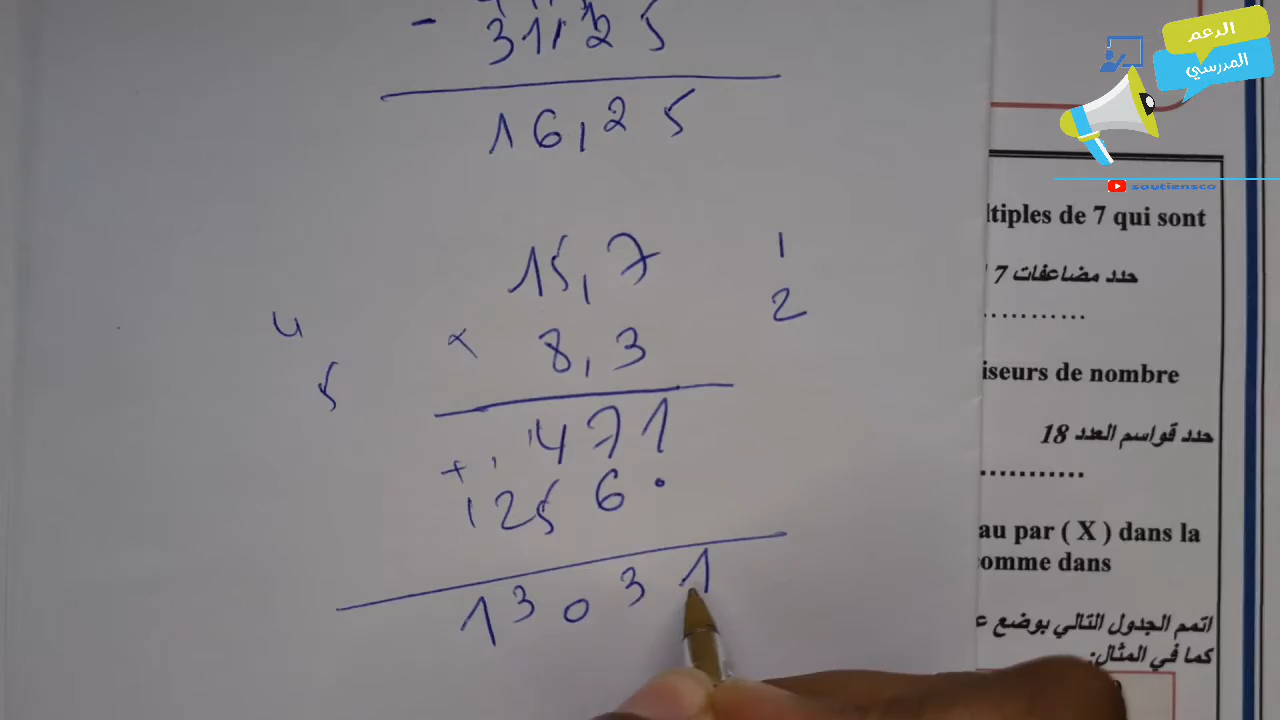 - 31,25
16,25
15,7
× 8,3
471
+ 1256.
13031
1
2
4
5
الدعم
المدرسي
soutiensco
ltiples de 7 qui sont
حدد مضاعفات 7
...........
iseurs de nombre
حدد قواسم العدد 18
...........
au par ( X ) dans la
omme dans
اتمم الجدول التالي بوضع
كما في المثال: